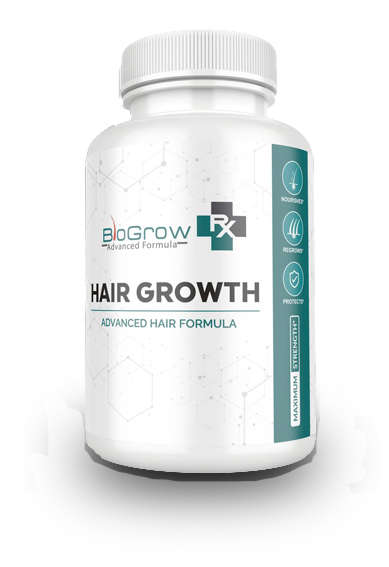 BioGrow
Rx
Advanced Formula
HAIR GROWTH
ADVANCED HAIR FORMULA
NOURISHES*
REGROWS*
PROTECTS*
MAXIMUM STRENGTH*